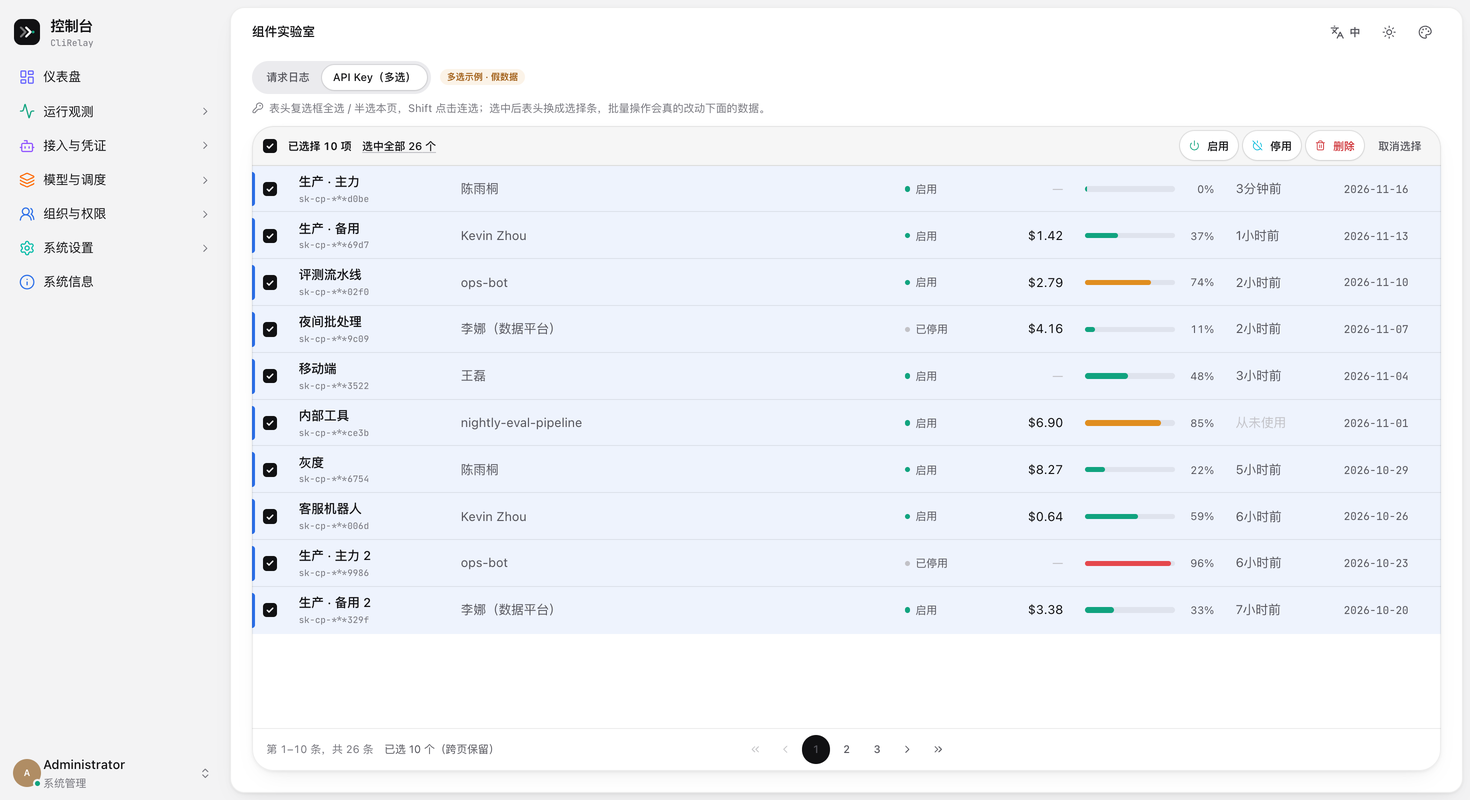 控制台
CliRelay
仪表盘
运行观测
接入与凭证
模型与调度
组织与权限
系统设置
系统信息
A
Administrator
系统管理
组件实验室
中
请求日志 API Key（多选） 多选示例 · 假数据
表头复选框全选 / 半选本页，Shift 点击连选；选中后表头换成选择条，批量操作会真的改动下面的数据。
已选择 10 项 选中全部 26 个 启用 停用 删除 取消选择
生产 · 主力
sk-cp-***d0be
陈雨桐 启用 — 0% 3分钟前 2026-11-16
生产 · 备用
sk-cp-***69d7
Kevin Zhou 启用 $1.42 37% 1小时前 2026-11-13
评测流水线
sk-cp-***02f0
ops-bot 启用 $2.79 74% 2小时前 2026-11-10
夜间批处理
sk-cp-***9c09
李娜（数据平台） 已停用 $4.16 11% 2小时前 2026-11-07
移动端
sk-cp-***3522
王磊 启用 — 48% 3小时前 2026-11-04
内部工具
sk-cp-***ce3b
nightly-eval-pipeline 启用 $6.90 85% 从未使用 2026-11-01
灰度
sk-cp-***6754
陈雨桐 启用 $8.27 22% 5小时前 2026-10-29
客服机器人
sk-cp-***006d
Kevin Zhou 启用 $0.64 59% 6小时前 2026-10-26
生产 · 主力 2
sk-cp-***9986
ops-bot 已停用 — 96% 6小时前 2026-10-23
生产 · 备用 2
sk-cp-***329f
李娜（数据平台） 启用 $3.38 33% 7小时前 2026-10-20
第 1–10 条，共 26 条 已选 10 个（跨页保留） « ‹ 1 2 3 › »